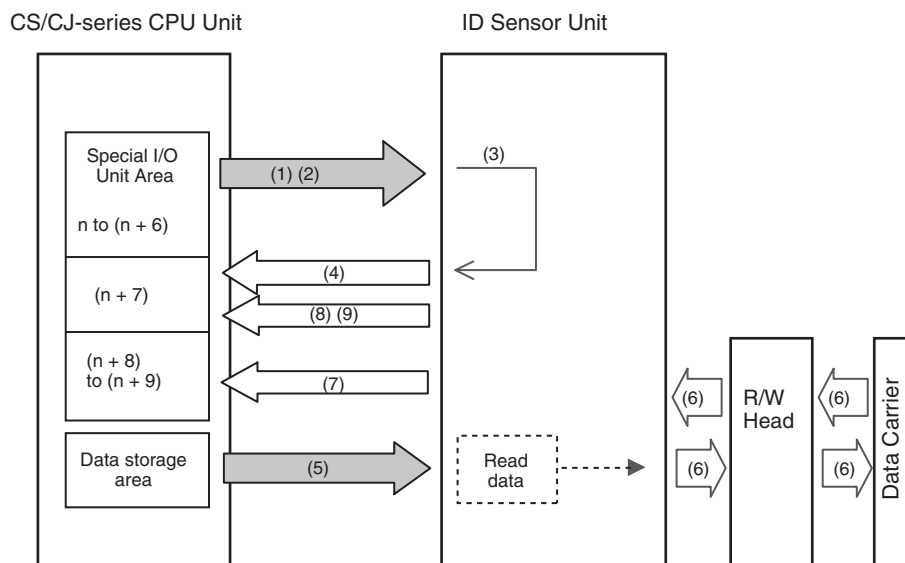 CS/CJ-series CPU Unit
ID Sensor Unit
Special I/O
Unit Area
n to (n + 6)
(1) (2)
(3)
(n + 7)
(4)
(8) (9)
(n + 8)
to (n + 9)
(7)
Data storage
area
(5)
Read
data
(6)
(6)
R/W
Head
(6)
(6)
Data Carrier